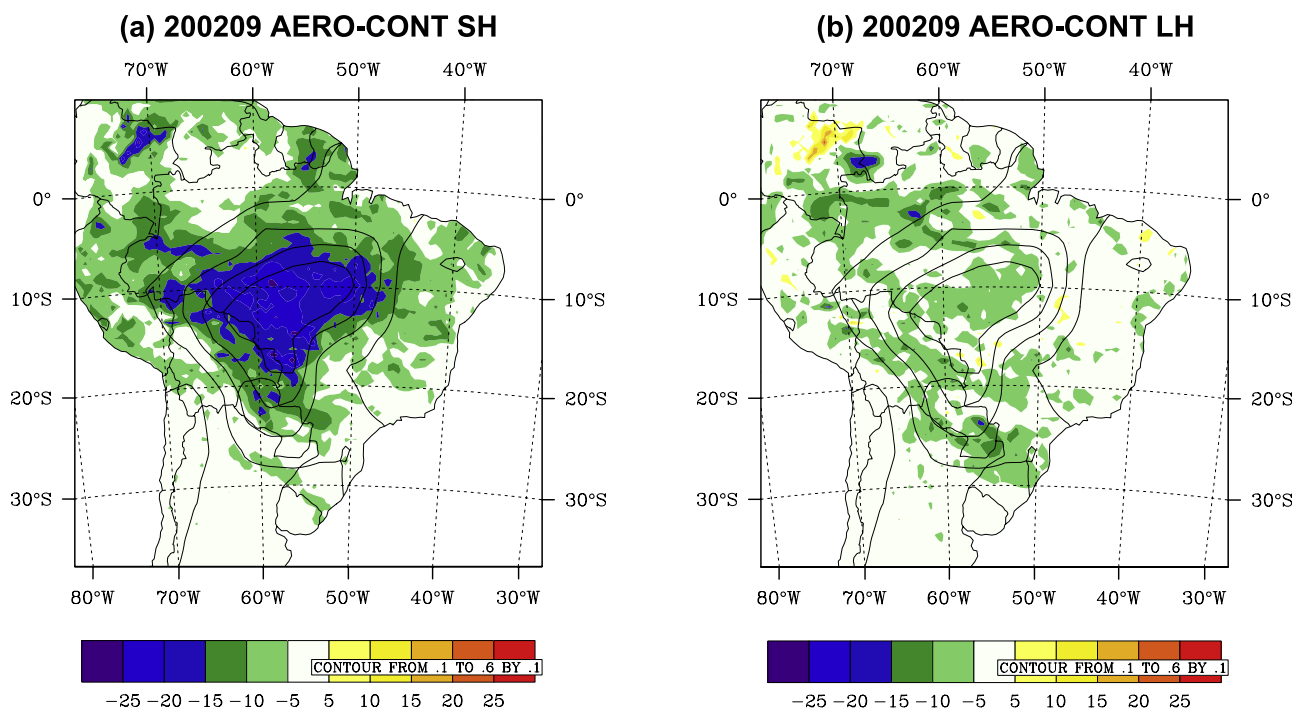 (a) 200209 AERO-CONT SH
(b) 200209 AERO-CONT LH
70°W 60°W 50°W 40°W
70°W 60°W 50°W 40°W
0° 0°
10°S 10°S
20°S 20°S
30°S 30°S
0° 0°
10°S 10°S
20°S 20°S
30°S 30°S
80°W 70°W 60°W 50°W 40°W 30°W
80°W 70°W 60°W 50°W 40°W 30°W
CONTOUR FROM .1 TO .6 BY .1
CONTOUR FROM .1 TO .6 BY .1
-25 -20 -15 -10 -5 5 10 15 20 25
-25 -20 -15 -10 -5 5 10 15 20 25